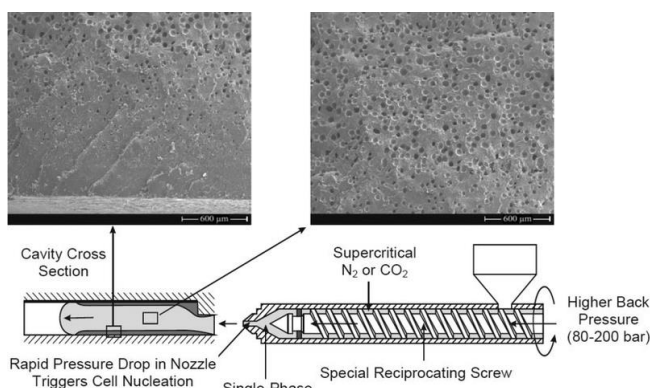 600 μm
600 μm
Cavity Cross
Section
Supercritical
N₂ or CO₂
Higher Back
Pressure
(80-200 bar)
Rapid Pressure Drop in Nozzle
Triggers Cell Nucleation
Special Reciprocating Screw
Single-Phase